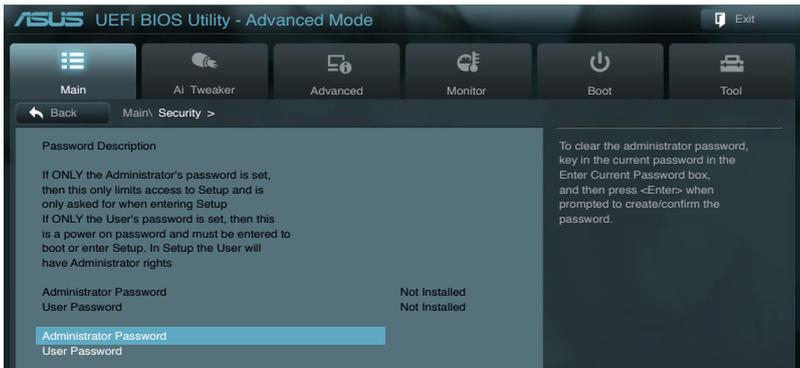 ASUS UEFI BIOS Utility - Advanced Mode
Exit
Main
Ai Tweaker
Advanced
Monitor
Boot
Tool
Back
Main\ Security >
Password Description
If ONLY the Administrator's password is set,
then this only limits access to Setup and is
only asked for when entering Setup
If ONLY the User's password is set, then this
is a power on password and must be entered to
boot or enter Setup. In Setup the User will
have Administrator rights
Administrator Password Not Installed
User Password Not Installed
Administrator Password
User Password
To clear the administrator password,
key in the current password in the
Enter Current Password box,
and then press <Enter> when
prompted to create/confirm the
password.